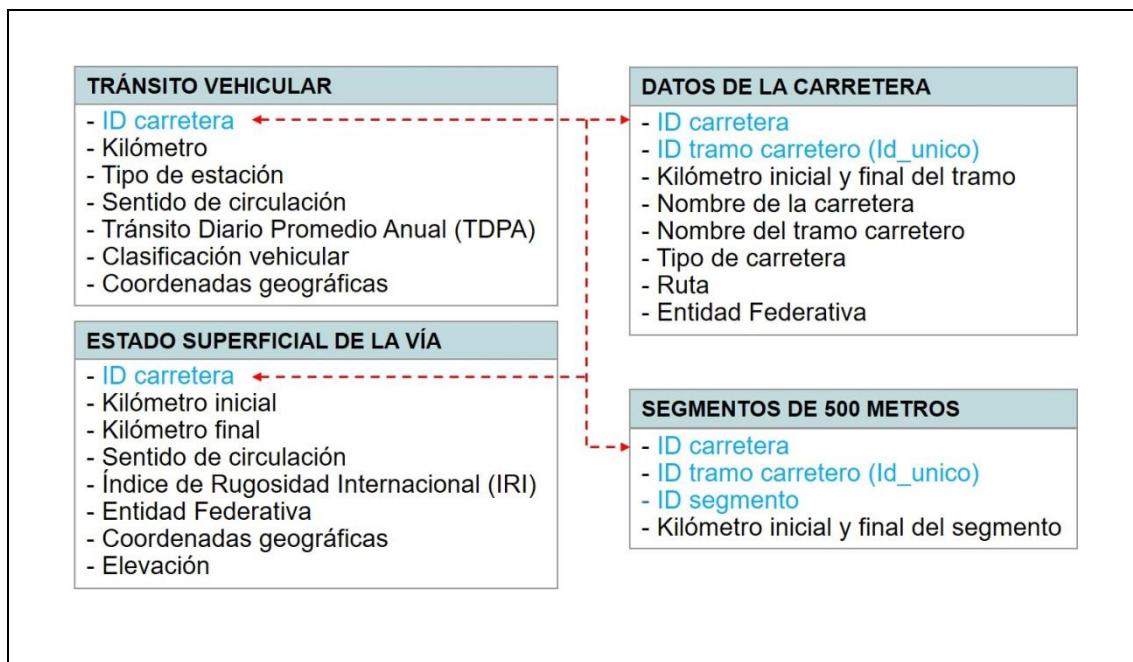 TRÁNSITO VEHICULAR
- ID carretera
- Kilómetro
- Tipo de estación
- Sentido de circulación
- Tránsito Diario Promedio Anual (TDPA)
- Clasificación vehicular
- Coordenadas geográficas
ESTADO SUPERFICIAL DE LA VÍA
- ID carretera
- Kilómetro inicial
- Kilómetro final
- Sentido de circulación
- Índice de Rugosidad Internacional (IRI)
- Entidad Federativa
- Coordenadas geográficas
- Elevación
DATOS DE LA CARRETERA
- ID carretera
- ID tramo carretero (Id_unico)
- Kilómetro inicial y final del tramo
- Nombre de la carretera
- Nombre del tramo carretero
- Tipo de carretera
- Ruta
- Entidad Federativa
SEGMENTOS DE 500 METROS
- ID carretera
- ID tramo carretero (Id_unico)
- ID segmento
- Kilómetro inicial y final del segmento